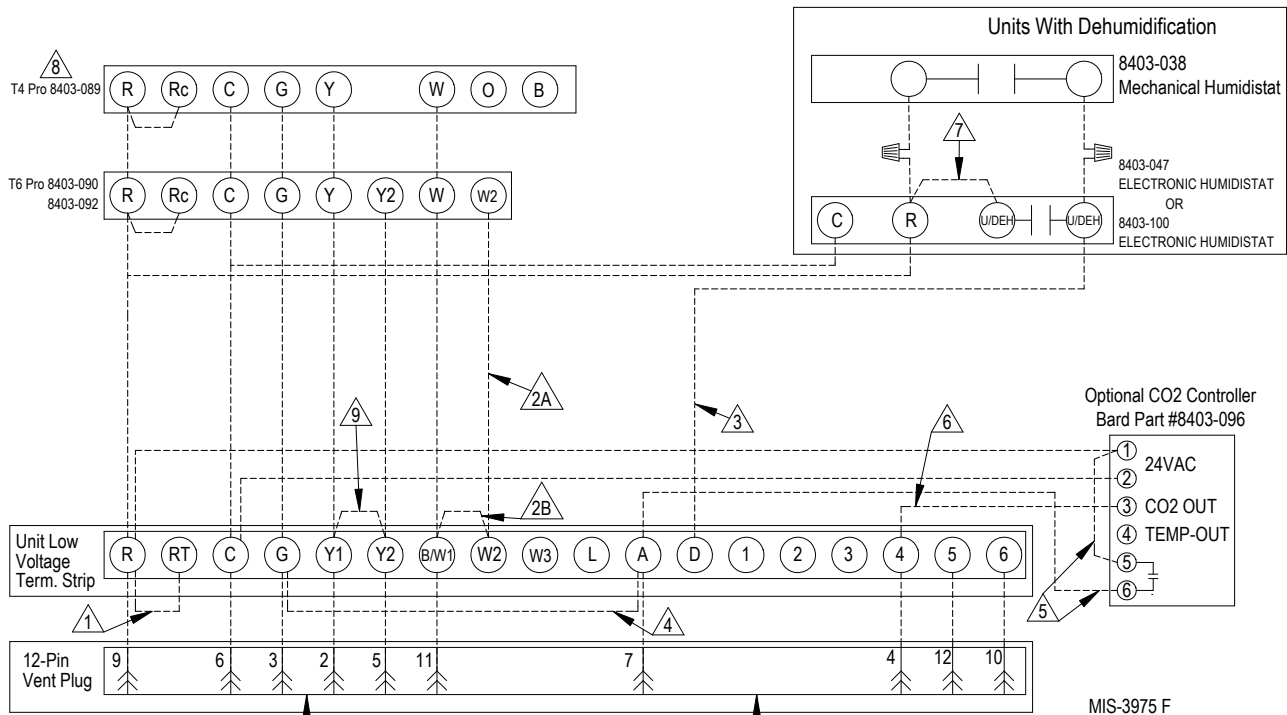 Units With Dehumidification
8403-038
Mechanical Humidistat
8
T4 Pro 8403-089
R Rc C G Y W O B
7
8403-047
ELECTRONIC HUMIDISTAT
OR
8403-100
ELECTRONIC HUMIDISTAT
T6 Pro 8403-090
8403-092
R Rc C G Y Y2 W W2
C R U/DEH U/DEH
2A
9
3
6
2B
Optional CO2 Controller
Bard Part #8403-096
1
24VAC
2
3 CO2 OUT
4 TEMP-OUT
5
6
5
Unit Low
Voltage
Term. Strip
R RT C G Y1 Y2 B/W1 W2 W3 L A D 1 2 3 4 5 6
1
4
12-Pin
Vent Plug
9 6 3 2 5 11 7 4 12 10
MIS-3975 F